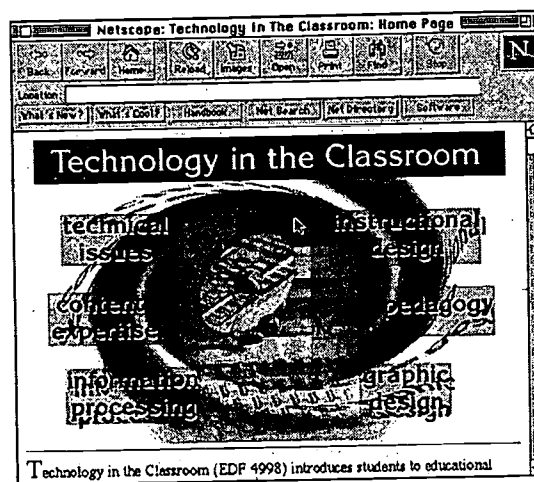 Netscape: Technology In The Classroom: Home Page
Back Forward Home Reload Images Open Print Find Stop
N
Location:
What's New? What's Cool? Handbook Net Search Net Directory Software
Technology in the Classroom
technical issues
instructional design
content expertise
pedagogy
information processing
graphic design
Technology in the Classroom (EDF 4998) introduces students to educational